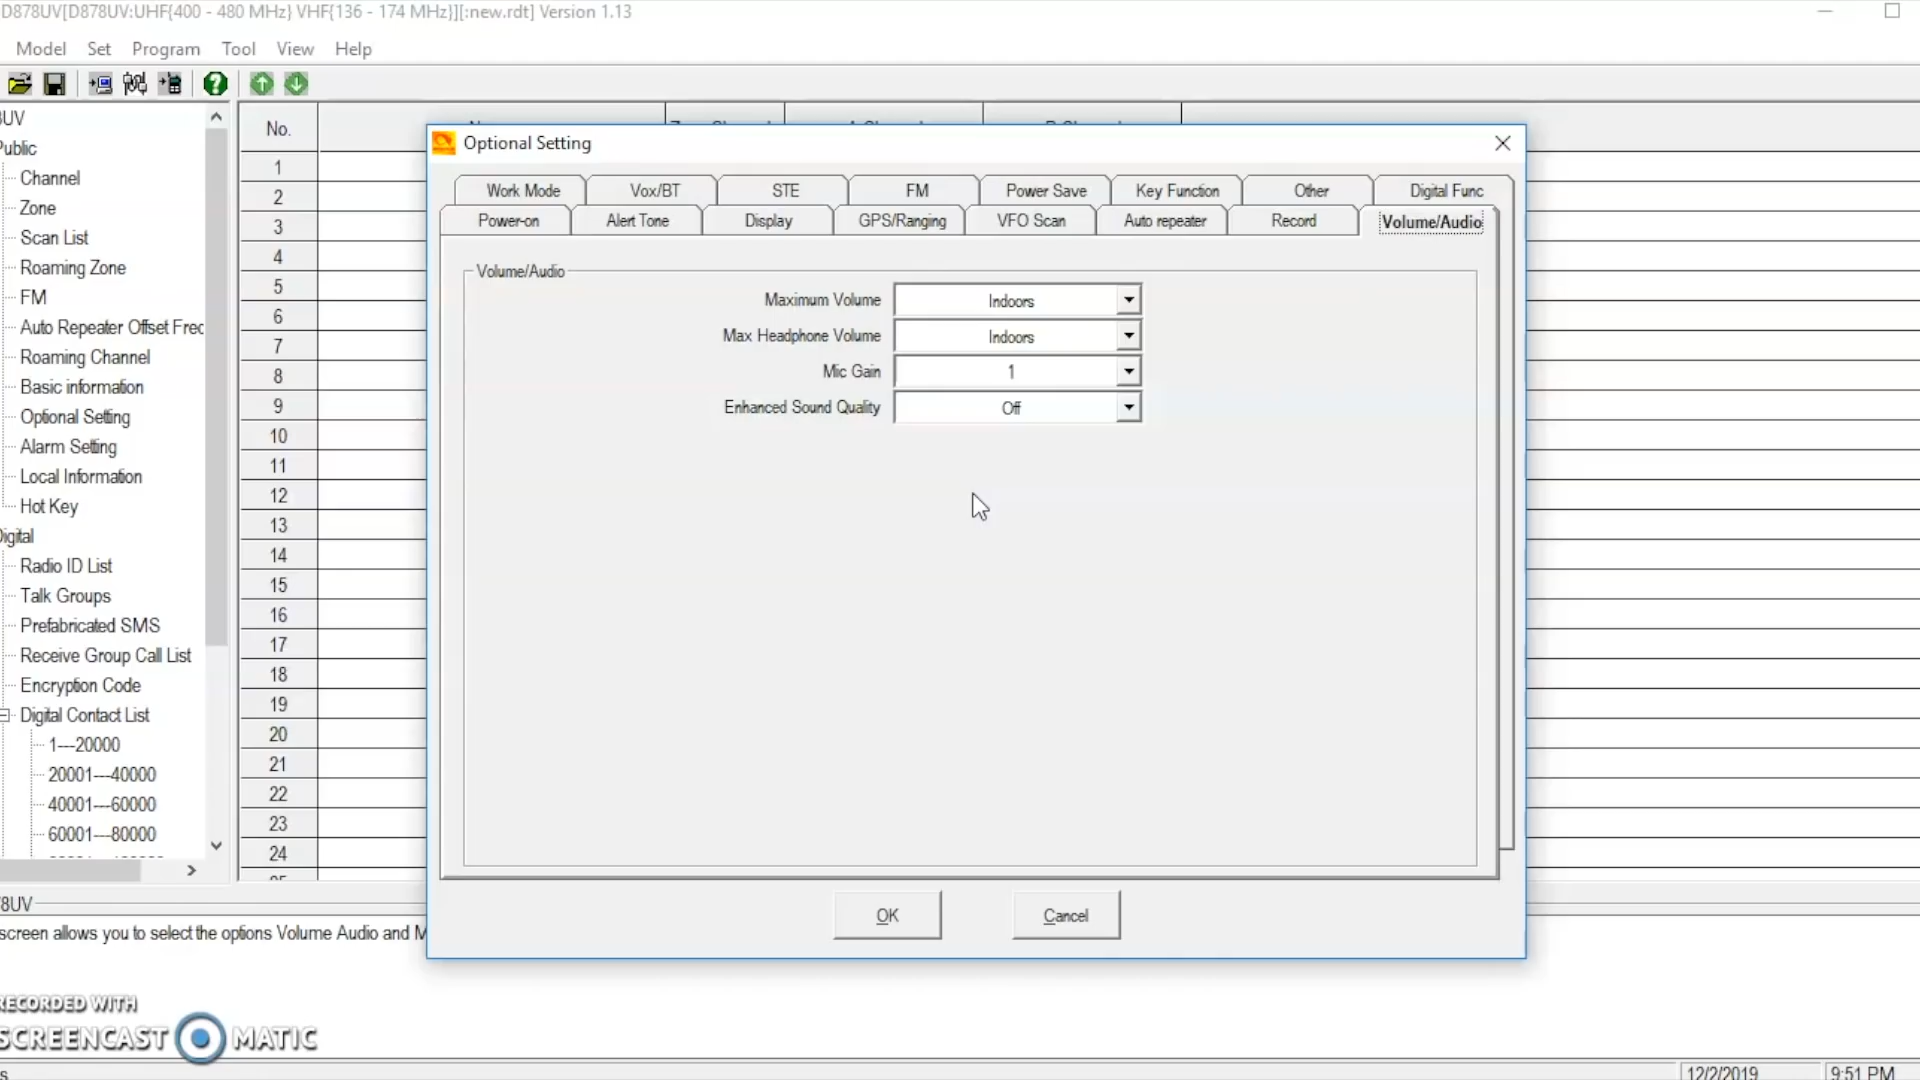 D878UV[D878UV:UHF{400 - 480 MHz} VHF{136 - 174 MHz}][:new.rdt] Version 1.13
Model Set Program Tool View Help
Public
Channel
Zone
Scan List
Roaming Zone
FM
Auto Repeater Offset Frec
Roaming Channel
Basic information
Optional Setting
Alarm Setting
Local Information
Hot Key
Digital
Radio ID List
Talk Groups
Prefabricated SMS
Receive Group Call List
Encryption Code
Digital Contact List
1---20000
20001---40000
40001---60000
60001---80000
No.
1
2
3
4
5
6
7
8
9
10
11
12
13
14
15
16
17
18
19
20
21
22
23
24
Optional Setting
Work Mode Vox/BT STE FM Power Save Key Function Other Digital Func
Power-on Alert Tone Display GPS/Ranging VFO Scan Auto repeater Record Volume/Audio
Volume/Audio
Maximum Volume Indoors
Max Headphone Volume Indoors
Mic Gain 1
Enhanced Sound Quality Off
OK Cancel
8UV
screen allows you to select the options Volume Audio and M
RECORDED WITH
SCREENCAST MATIC
12/2/2019 9:51 PM